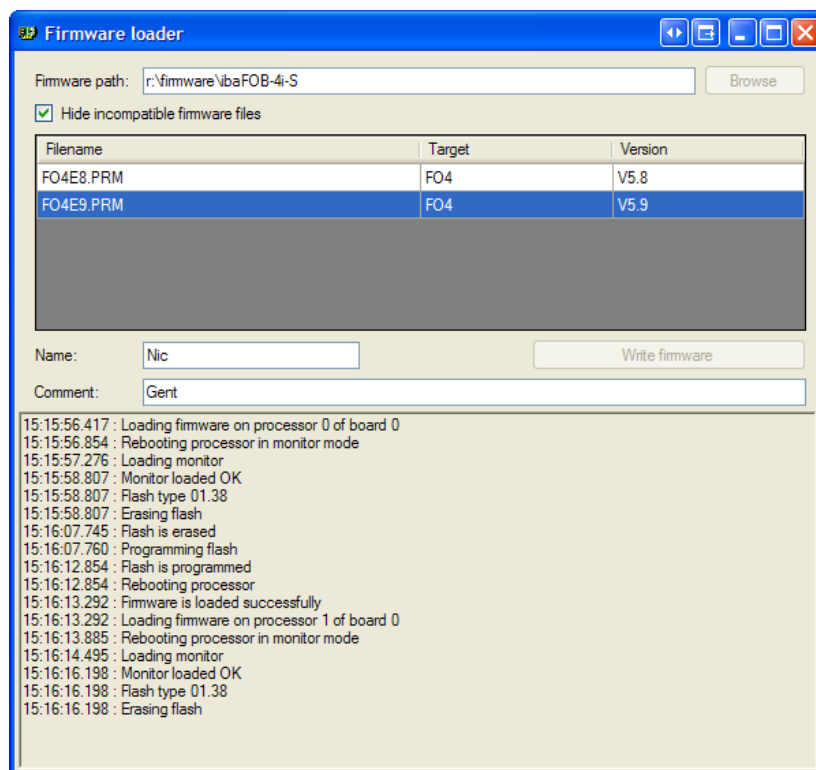 Firmware loader
Firmware path: r:\firmware\ibaFOB-4i-S Browse
Hide incompatible firmware files
Filename Target Version
FO4E8.PRM FO4 V5.8
FO4E9.PRM FO4 V5.9
Name: Nic Write firmware
Comment: Gent
15:15:56.417 : Loading firmware on processor 0 of board 0
15:15:56.854 : Rebooting processor in monitor mode
15:15:57.276 : Loading monitor
15:15:58.807 : Monitor loaded OK
15:15:58.807 : Flash type 01.38
15:15:58.807 : Erasing flash
15:16:07.745 : Flash is erased
15:16:07.760 : Programming flash
15:16:12.854 : Flash is programmed
15:16:12.854 : Rebooting processor
15:16:13.292 : Firmware is loaded successfully
15:16:13.292 : Loading firmware on processor 1 of board 0
15:16:13.885 : Rebooting processor in monitor mode
15:16:14.495 : Loading monitor
15:16:16.198 : Monitor loaded OK
15:16:16.198 : Flash type 01.38
15:16:16.198 : Erasing flash